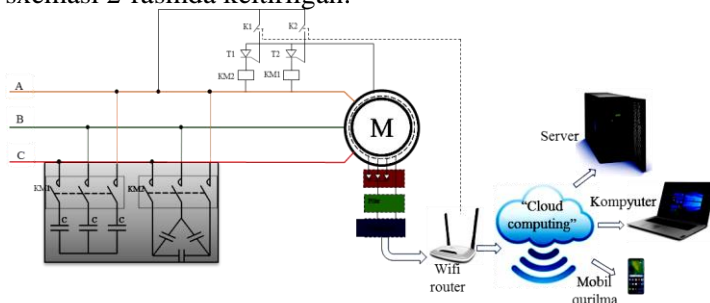 sxemasi 2-rasmda keltirilgan.
K1 K2
T1 T2
KM2 KM1
A
B
C
M
KM1 KM2
C C C
C C
C
Server
"Cloud
computing"
Kompyuter
Wifi
router
Mobil
qurilma